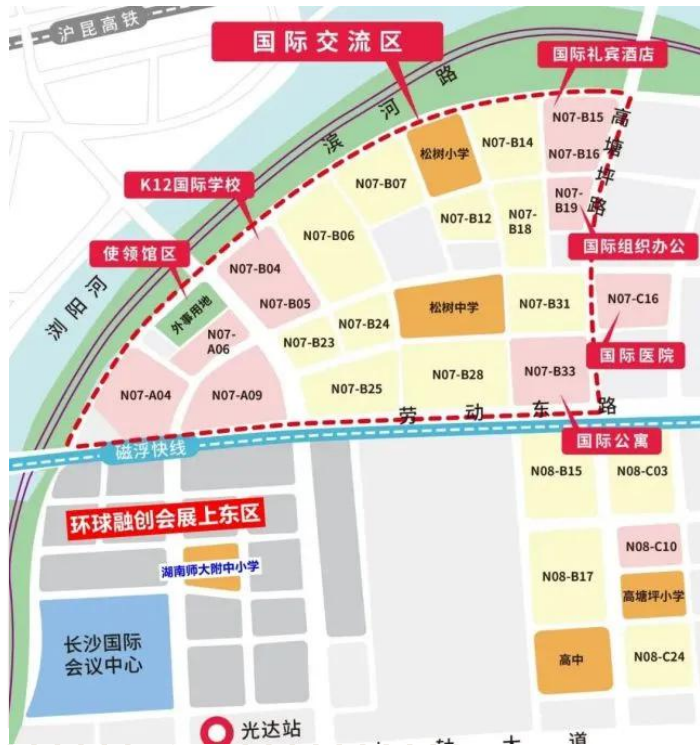 沪昆高铁
国际交流区
国际礼宾酒店
滨河路
高塘坪路
N07-B15
松树小学
N07-B14
N07-B16
N07-B07
K12国际学校
N07-
B19
N07-B12
N07-
B18
N07-B06
国际组织办公
使领馆区
N07-B04
浏阳河
外事用地
N07-B05
松树中学
N07-B31
N07-C16
N07-B24
N07-
A06
N07-B23
国际医院
N07-A04
N07-A09
N07-B25
N07-B28
N07-B33
劳动东路
国际公寓
磁浮快线
N08-B15
N08-C03
环球融创会展上东区
N08-C10
湖南师大附中小学
N08-B17
高塘坪小学
长沙国际
会议中心
高中
N08-C24
光达站
大道